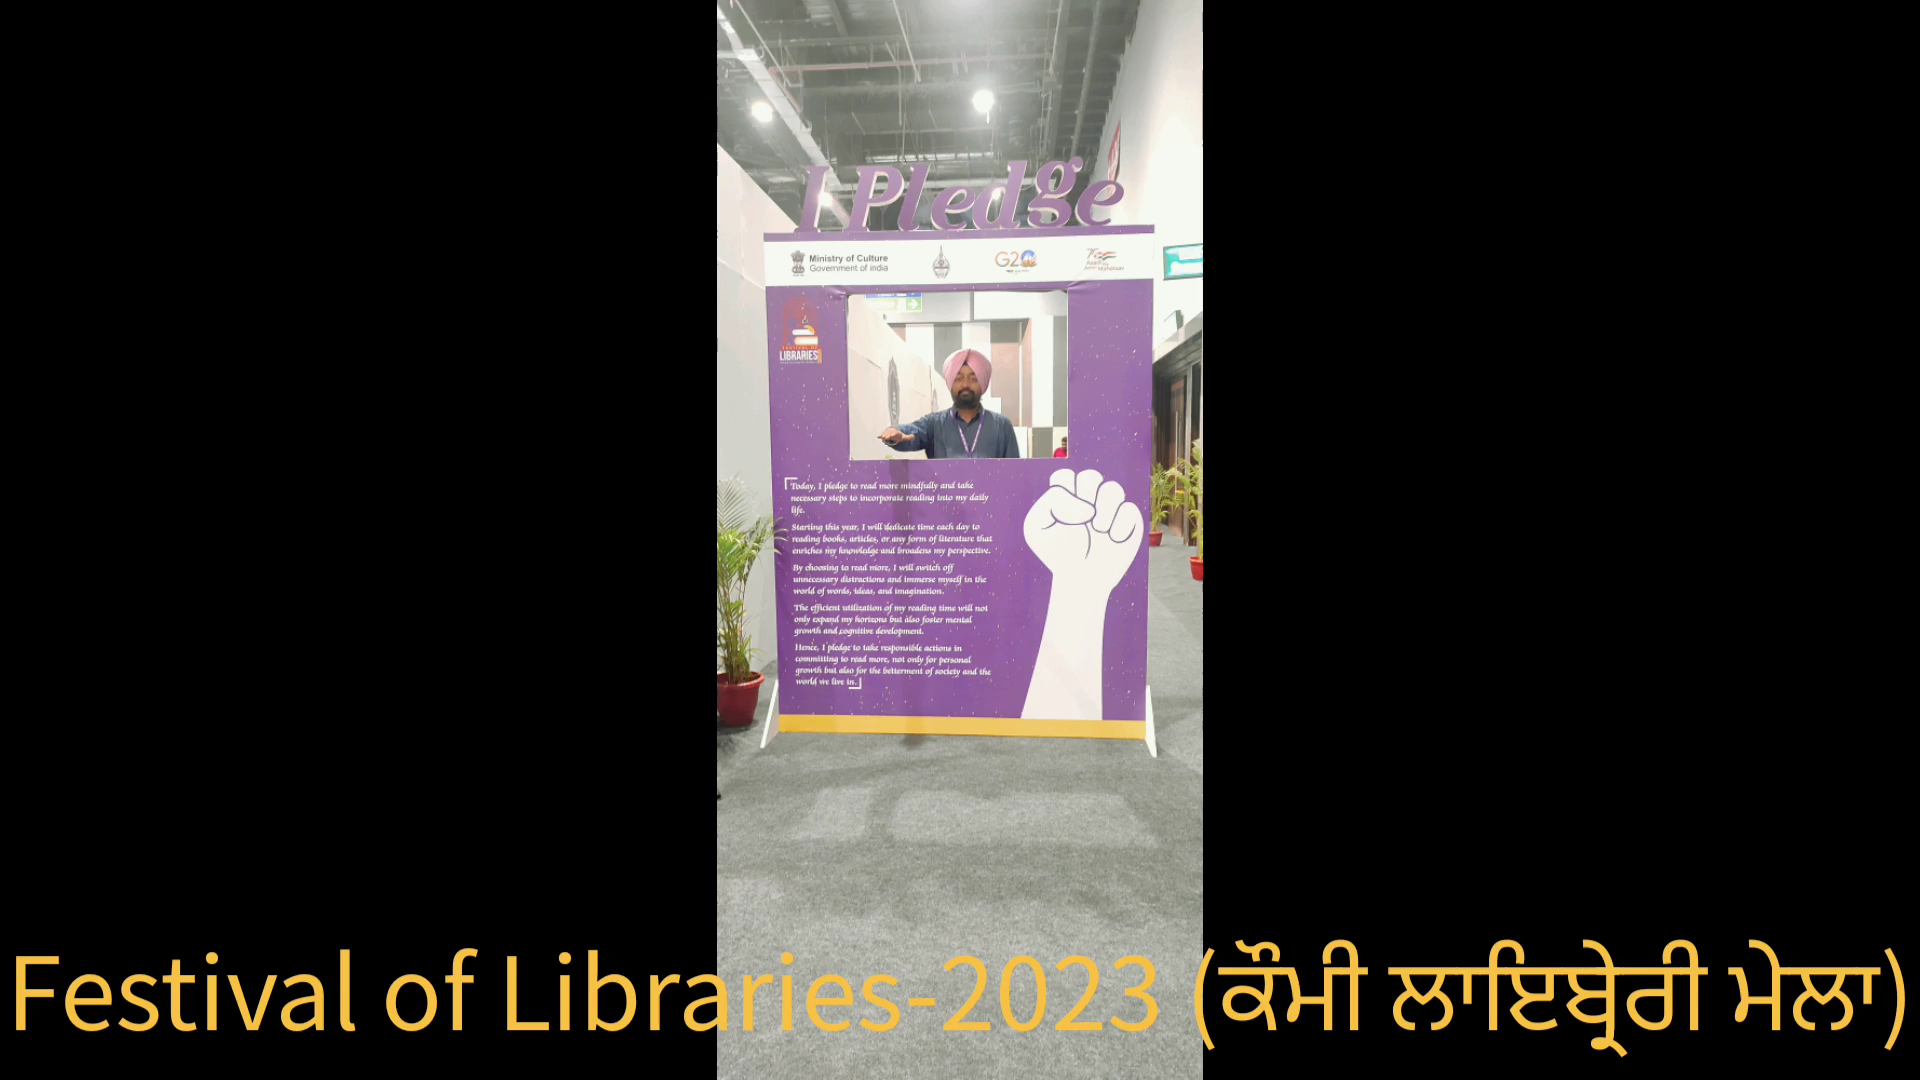 I Pledge
Ministry of Culture
Government of India
G20
LIBRARIES
Today, I pledge to read more mindfully and take
necessary steps to incorporate reading into my daily
life.
Starting this year, I will dedicate time each day to
reading books, articles, or any form of literature that
enriches my knowledge and broadens my perspective.
By choosing to read more, I will switch off
unnecessary distractions and immerse myself in the
world of words, ideas, and imagination.
The efficient utilization of my reading time will not
only expand my horizons but also foster mental
growth and cognitive development.
Hence, I pledge to take responsible actions in
committing to read more, not only for personal
growth but also for the betterment of society and the
world we live in.
Festival of Libraries-2023 (ਕੌਮੀ ਲਾਇਬ੍ਰੇਰੀ ਮੇਲਾ)